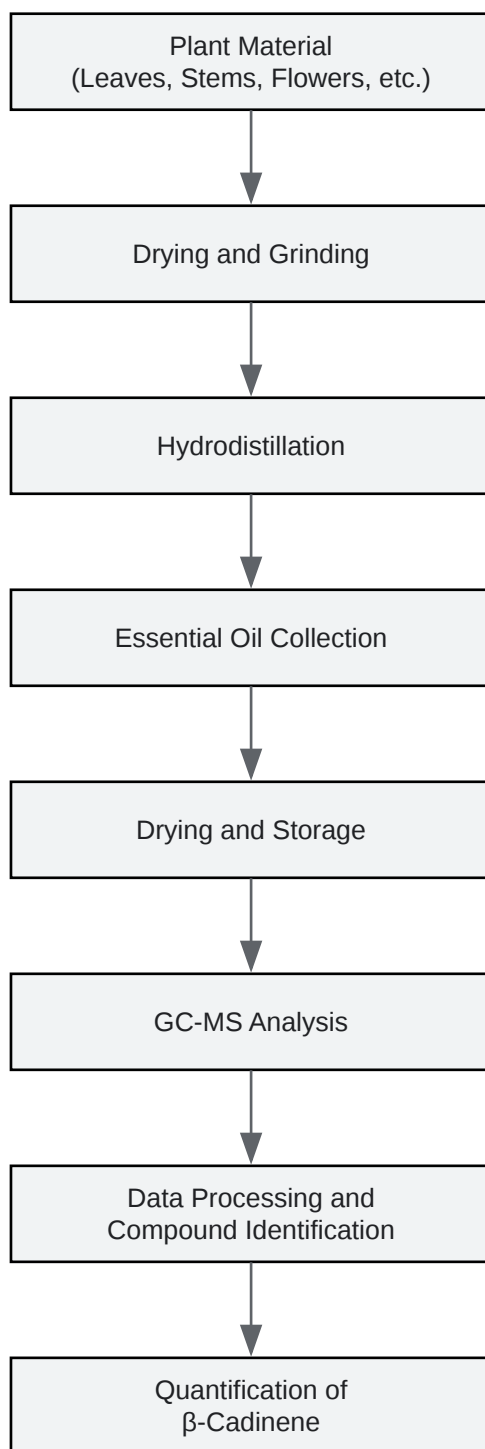 Plant Material
(Leaves, Stems, Flowers, etc.)
Drying and Grinding
Hydrodistillation
Essential Oil Collection
Drying and Storage
GC-MS Analysis
Data Processing and
Compound Identification
Quantification of
β-Cadinene